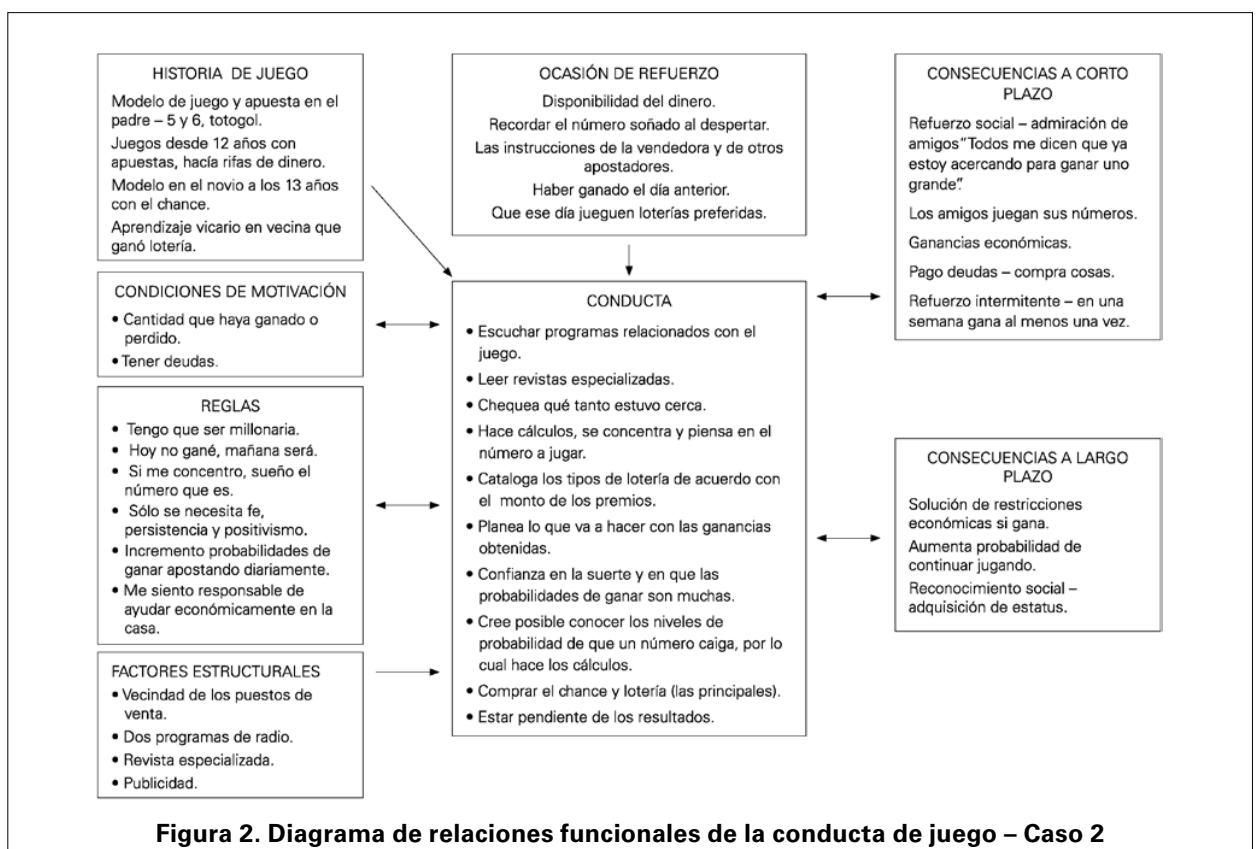 HISTORIA DE JUEGO
Modelo de juego y apuesta en el
padre – 5 y 6, totogol.
Juegos desde 12 años con
apuestas, hacía rifas de dinero.
Modelo en el novio a los 13 años
con el chance.
Aprendizaje vicario en vecina que
ganó lotería.
OCASIÓN DE REFUERZO
Disponibilidad del dinero.
Recordar el número soñado al despertar.
Las instrucciones de la vendedora y de otros
apostadores.
Haber ganado el día anterior.
Que ese día jueguen loterías preferidas.
CONSECUENCIAS A CORTO
PLAZO
Refuerzo social – admiración de
amigos "Todos me dicen que ya
estoy acercando para ganar uno
grande".
Los amigos juegan sus números.
Ganancias económicas.
Pago deudas – compra cosas.
Refuerzo intermitente – en una
semana gana al menos una vez.
CONDICIONES DE MOTIVACIÓN
• Cantidad que haya ganado o
perdido.
• Tener deudas.
REGLAS
• Tengo que ser millonaria.
• Hoy no gané, mañana será.
• Si me concentro, sueño el
número que es.
• Sólo se necesita fe,
persistencia y positivismo.
• Incremento probabilidades de
ganar apostando diariamente.
• Me siento responsable de
ayudar económicamente en la
casa.
FACTORES ESTRUCTURALES
• Vecindad de los puestos de
venta.
• Dos programas de radio.
• Revista especializada.
• Publicidad.
CONDUCTA
• Escuchar programas relacionados con el
juego.
• Leer revistas especializadas.
• Chequea qué tanto estuvo cerca.
• Hace cálculos, se concentra y piensa en el
número a jugar.
• Cataloga los tipos de lotería de acuerdo con
el monto de los premios.
• Planea lo que va a hacer con las ganancias
obtenidas.
• Confianza en la suerte y en que las
probabilidades de ganar son muchas.
• Cree posible conocer los niveles de
probabilidad de que un número caiga, por lo
cual hace los cálculos.
• Comprar el chance y lotería (las principales).
• Estar pendiente de los resultados.
CONSECUENCIAS A LARGO
PLAZO
Solución de restricciones
económicas si gana.
Aumenta probabilidad de
continuar jugando.
Reconocimiento social –
adquisición de estatus.
Figura 2. Diagrama de relaciones funcionales de la conducta de juego – Caso 2